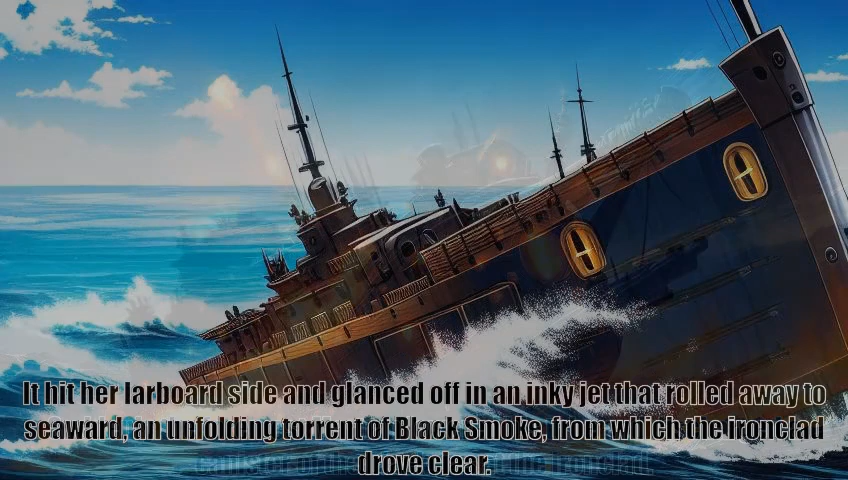 It hit her larboard side and glanced off in an inky jet that rolled away to
seaward, an unfolding torrent of Black Smoke, from which the ironclad
drove clear.